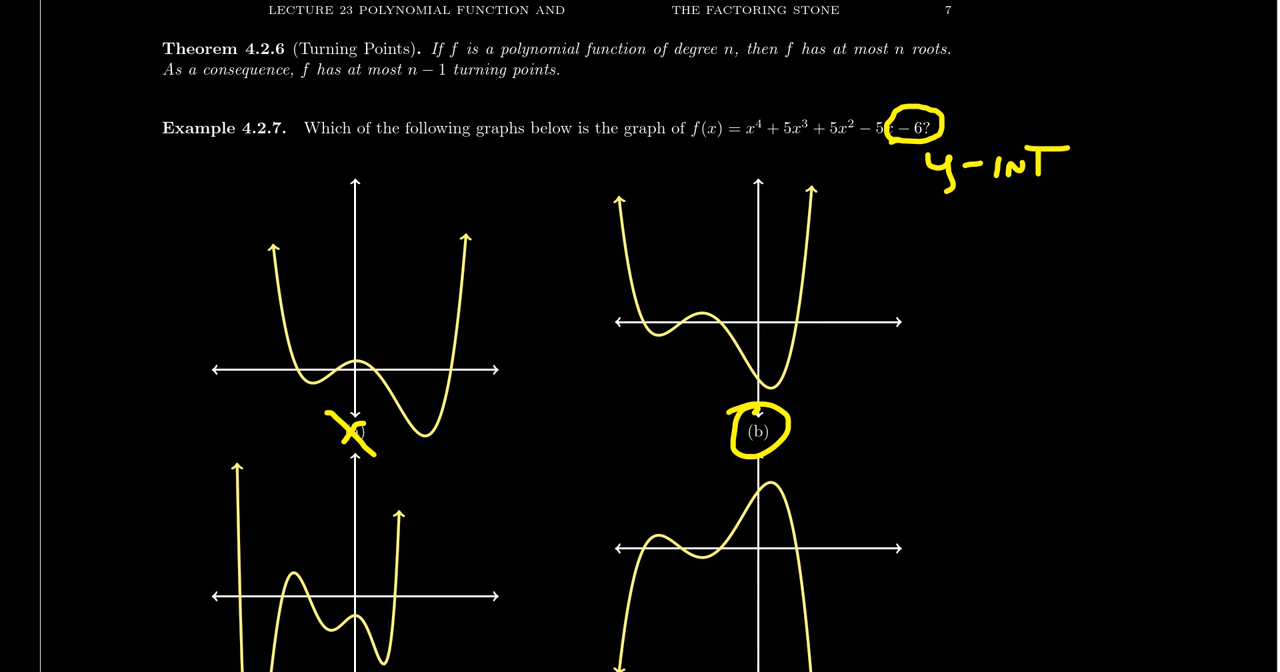 LECTURE 23 POLYNOMIAL FUNCTION AND THE FACTORING STONE 7
Theorem 4.2.6 (Turning Points). If f is a polynomial function of degree n, then f has at most n roots.
As a consequence, f has at most n − 1 turning points.
Example 4.2.7. Which of the following graphs below is the graph of f(x) = x⁴ + 5x³ + 5x² − 5x − 6?
y-INT
(b)